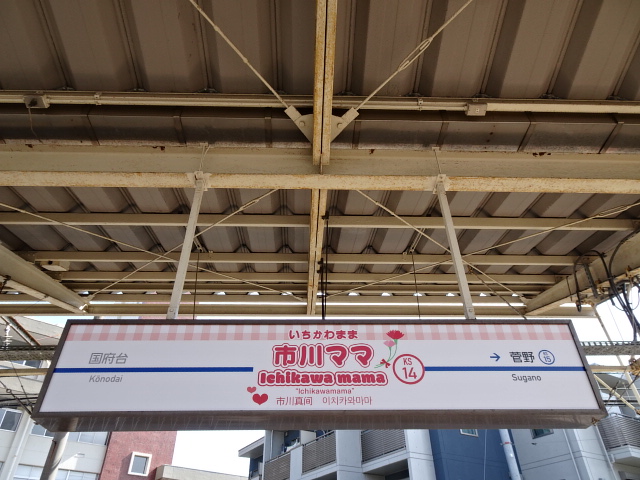 いちかわまま
国府台
市川ママ
KS
14
→ 菅野
Kōnodai
Ichikawa mama
Sugano
"Ichikawamama"
市川真间 이치카와마마